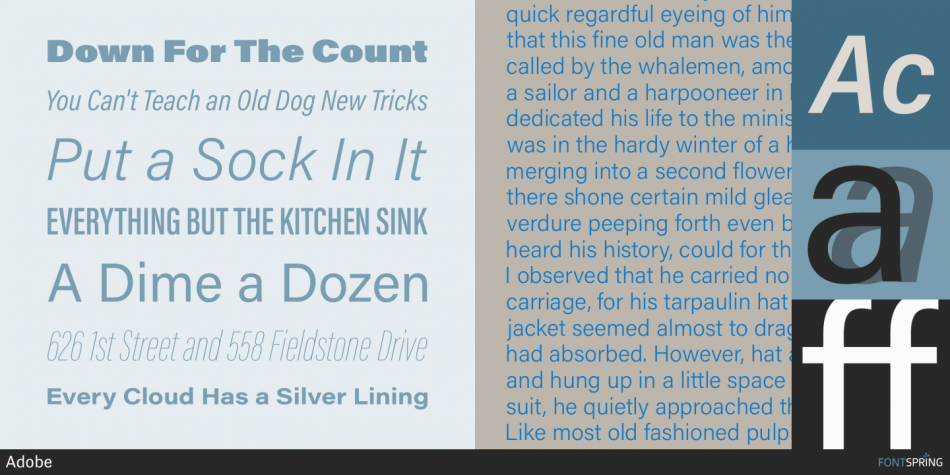 Down For The Count
You Can't Teach an Old Dog New Tricks
Put a Sock In It
EVERYTHING BUT THE KITCHEN SINK
A Dime a Dozen
626 1st Street and 558 Fieldstone Drive
Every Cloud Has a Silver Lining
quick regardful eyeing of him
that this fine old man was the
called by the whalemen, amo
a sailor and a harpooneer in
dedicated his life to the minis
was in the hardy winter of a h
merging into a second flower
there shone certain mild glea
verdure peeping forth even b
heard his history, could for th
I observed that he carried no
carriage, for his tarpaulin hat
jacket seemed almost to drag
had absorbed. However, hat a
and hung up in a little space
suit, he quietly approached th
Like most old fashioned pulp
Ac
a a
ff
Adobe
FONTSPRING